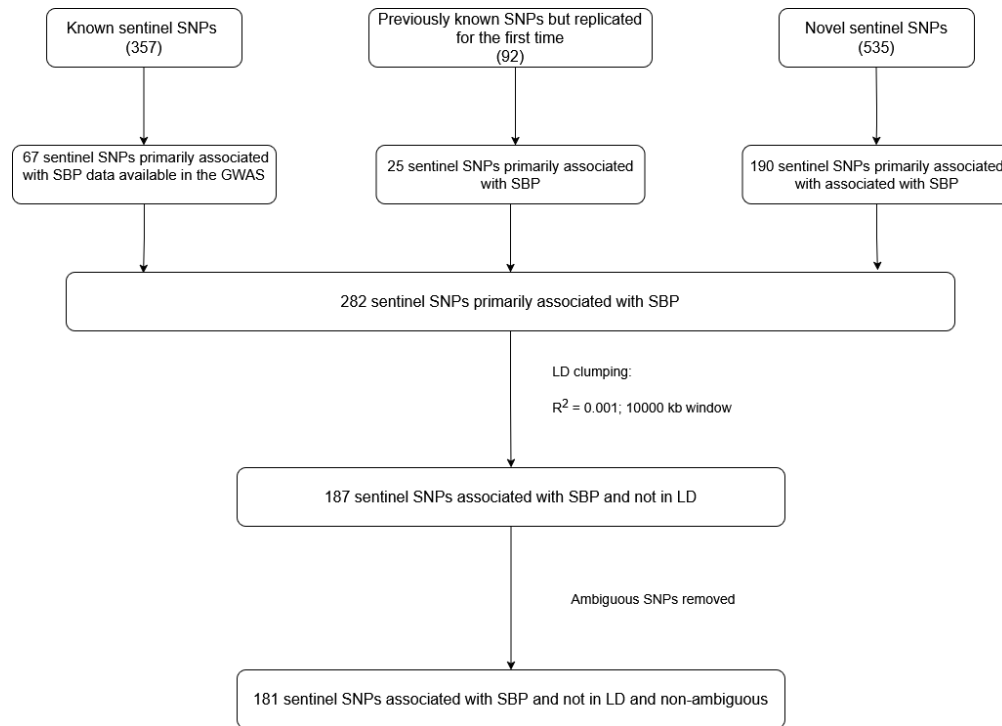 Known sentinel SNPs
(357)
Previously known SNPs but replicated
for the first time
(92)
Novel sentinel SNPs
(535)
67 sentinel SNPs primarily associated
with SBP data available in the GWAS
25 sentinel SNPs primarily associated
with SBP
190 sentinel SNPs primarily associated
with associated with SBP
282 sentinel SNPs primarily associated with SBP
LD clumping:
R² = 0.001; 10000 kb window
187 sentinel SNPs associated with SBP and not in LD
Ambiguous SNPs removed
181 sentinel SNPs associated with SBP and not in LD and non-ambiguous